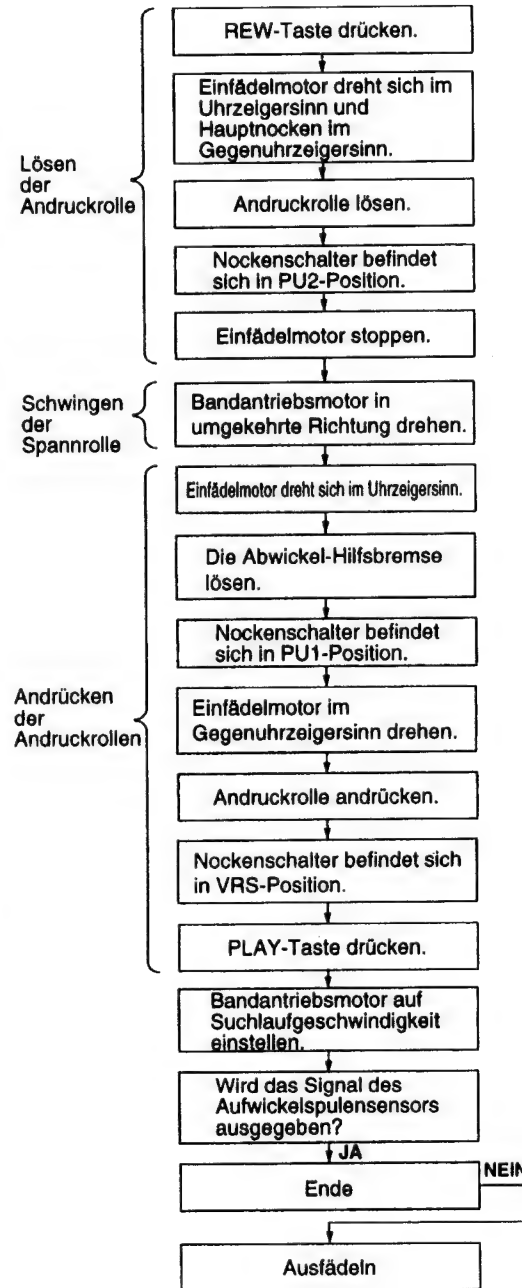 REW-Taste drücken.
Einfädelmotor dreht sich im
Uhrzeigersinn und
Hauptnocken im
Gegenuhrzeigersinn.
Lösen
der
Andruckrolle
Andruckrolle lösen.
Nockenschalter befindet
sich in PU2-Position.
Einfädelmotor stoppen.
Schwingen
der
Spannrolle
Bandantriebsmotor in
umgekehrte Richtung drehen.
Einfädelmotor dreht sich im Uhrzeigersinn.
Die Abwickel-Hilfsbremse
lösen.
Nockenschalter befindet
sich in PU1-Position.
Andrücken
der
Andruckrollen
Einfädelmotor im
Gegenuhrzeigersinn drehen.
Andruckrolle andrücken.
Nockenschalter befindet sich
in VRS-Position.
PLAY-Taste drücken.
Bandantriebsmotor auf
Suchlaufgeschwindigkeit
einstellen.
Wird das Signal des
Aufwickelspulensensors
ausgegeben?
JA
NEIN
Ende
Ausfädeln